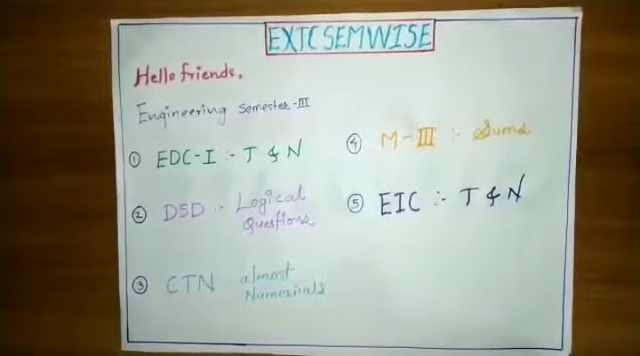 EXTC SEMWISE
Hello friends,
Engineering Semester-III
① EDC-I :- T & N
② DSD :- Logical
Questions.
③ CTN almost
Numericals
④ M-III :- Sums
⑤ EIC :- T & N